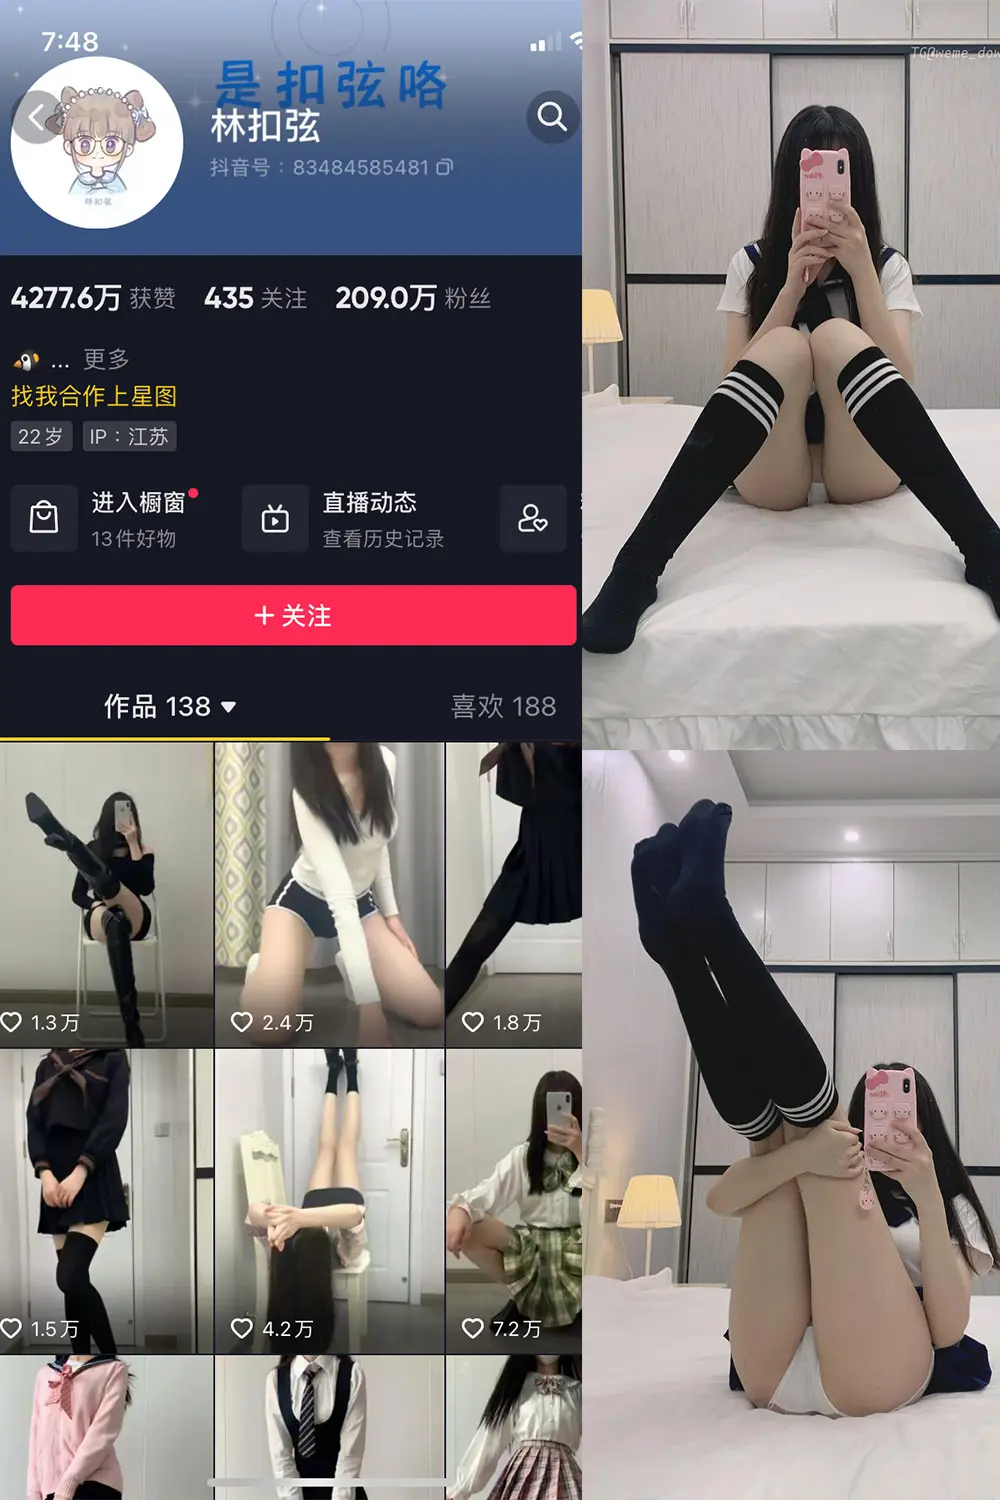 7:48
是扣弦咯
林扣弦
抖音号：83484585481
林扣弦
4277.6万 获赞 435 关注 209.0万 粉丝
... 更多
找我合作上星图
22岁 IP：江苏
进入橱窗 直播动态
13件好物 查看历史记录
+ 关注
作品 138 喜欢 188
1.3万 2.4万 1.8万
1.5万 4.2万 7.2万